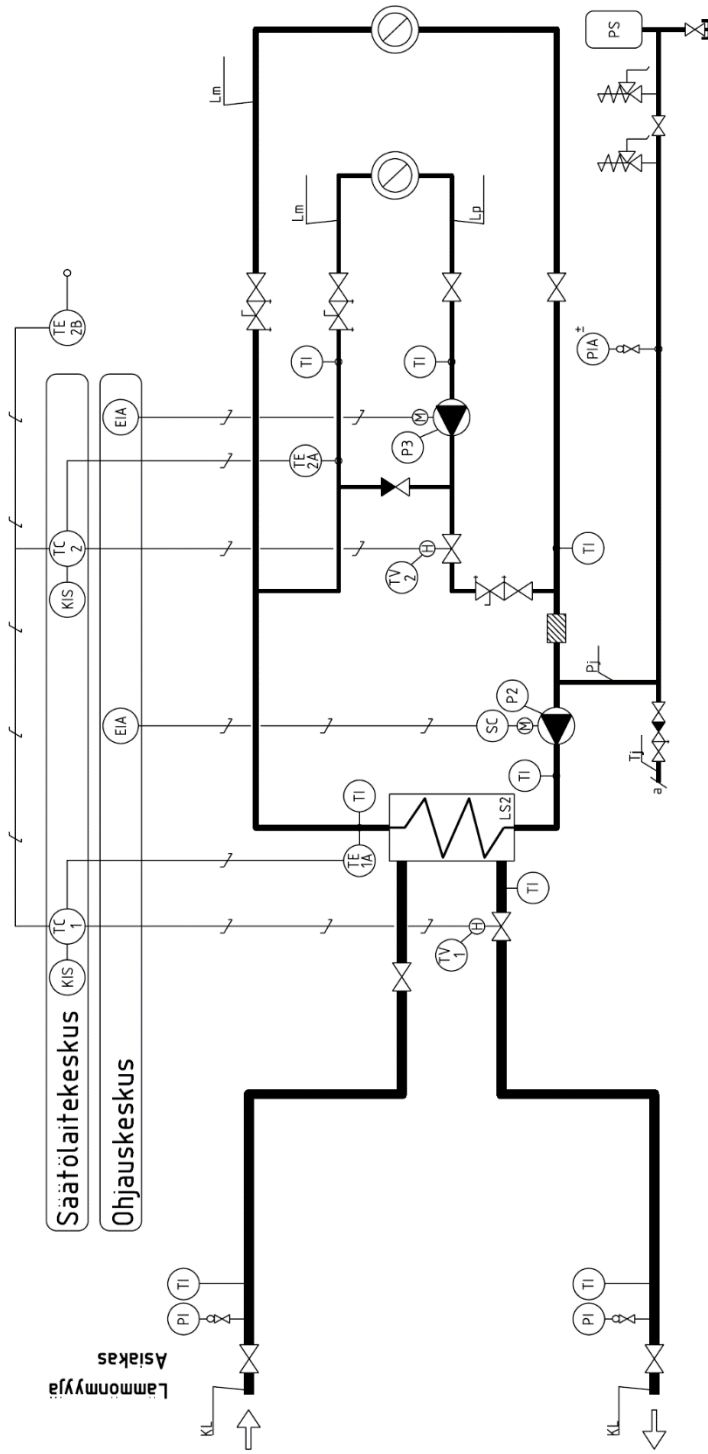 Säätölaitekeskus
Ohjauskeskus
Lämmönmyyjä
Asiakas
KL
PI
TI
KL
PI
TI
KIS
TC 1
KIS
TC 2
TE 2B
EIA
EIA
TE 1A
TI
TV 1
H
TI
LS2
TI
SC
M
P2
Pj
Tj
a
TV 2
H
TE 2A
TI
TI
M
P3
TI
Lm
Lm
Lp
PIA
±
PS